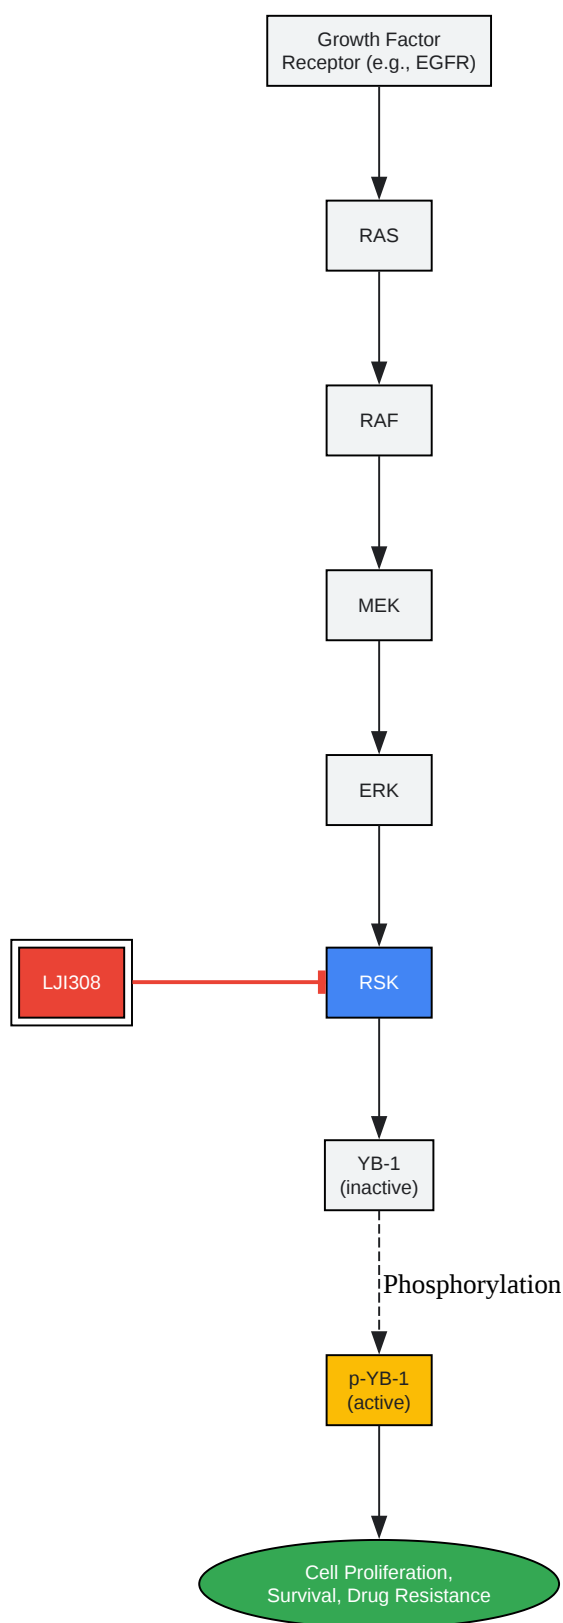 Growth Factor
Receptor (e.g., EGFR)
RAS
RAF
MEK
ERK
LJI308
RSK
YB-1
(inactive)
Phosphorylation
p-YB-1
(active)
Cell Proliferation,
Survival, Drug Resistance